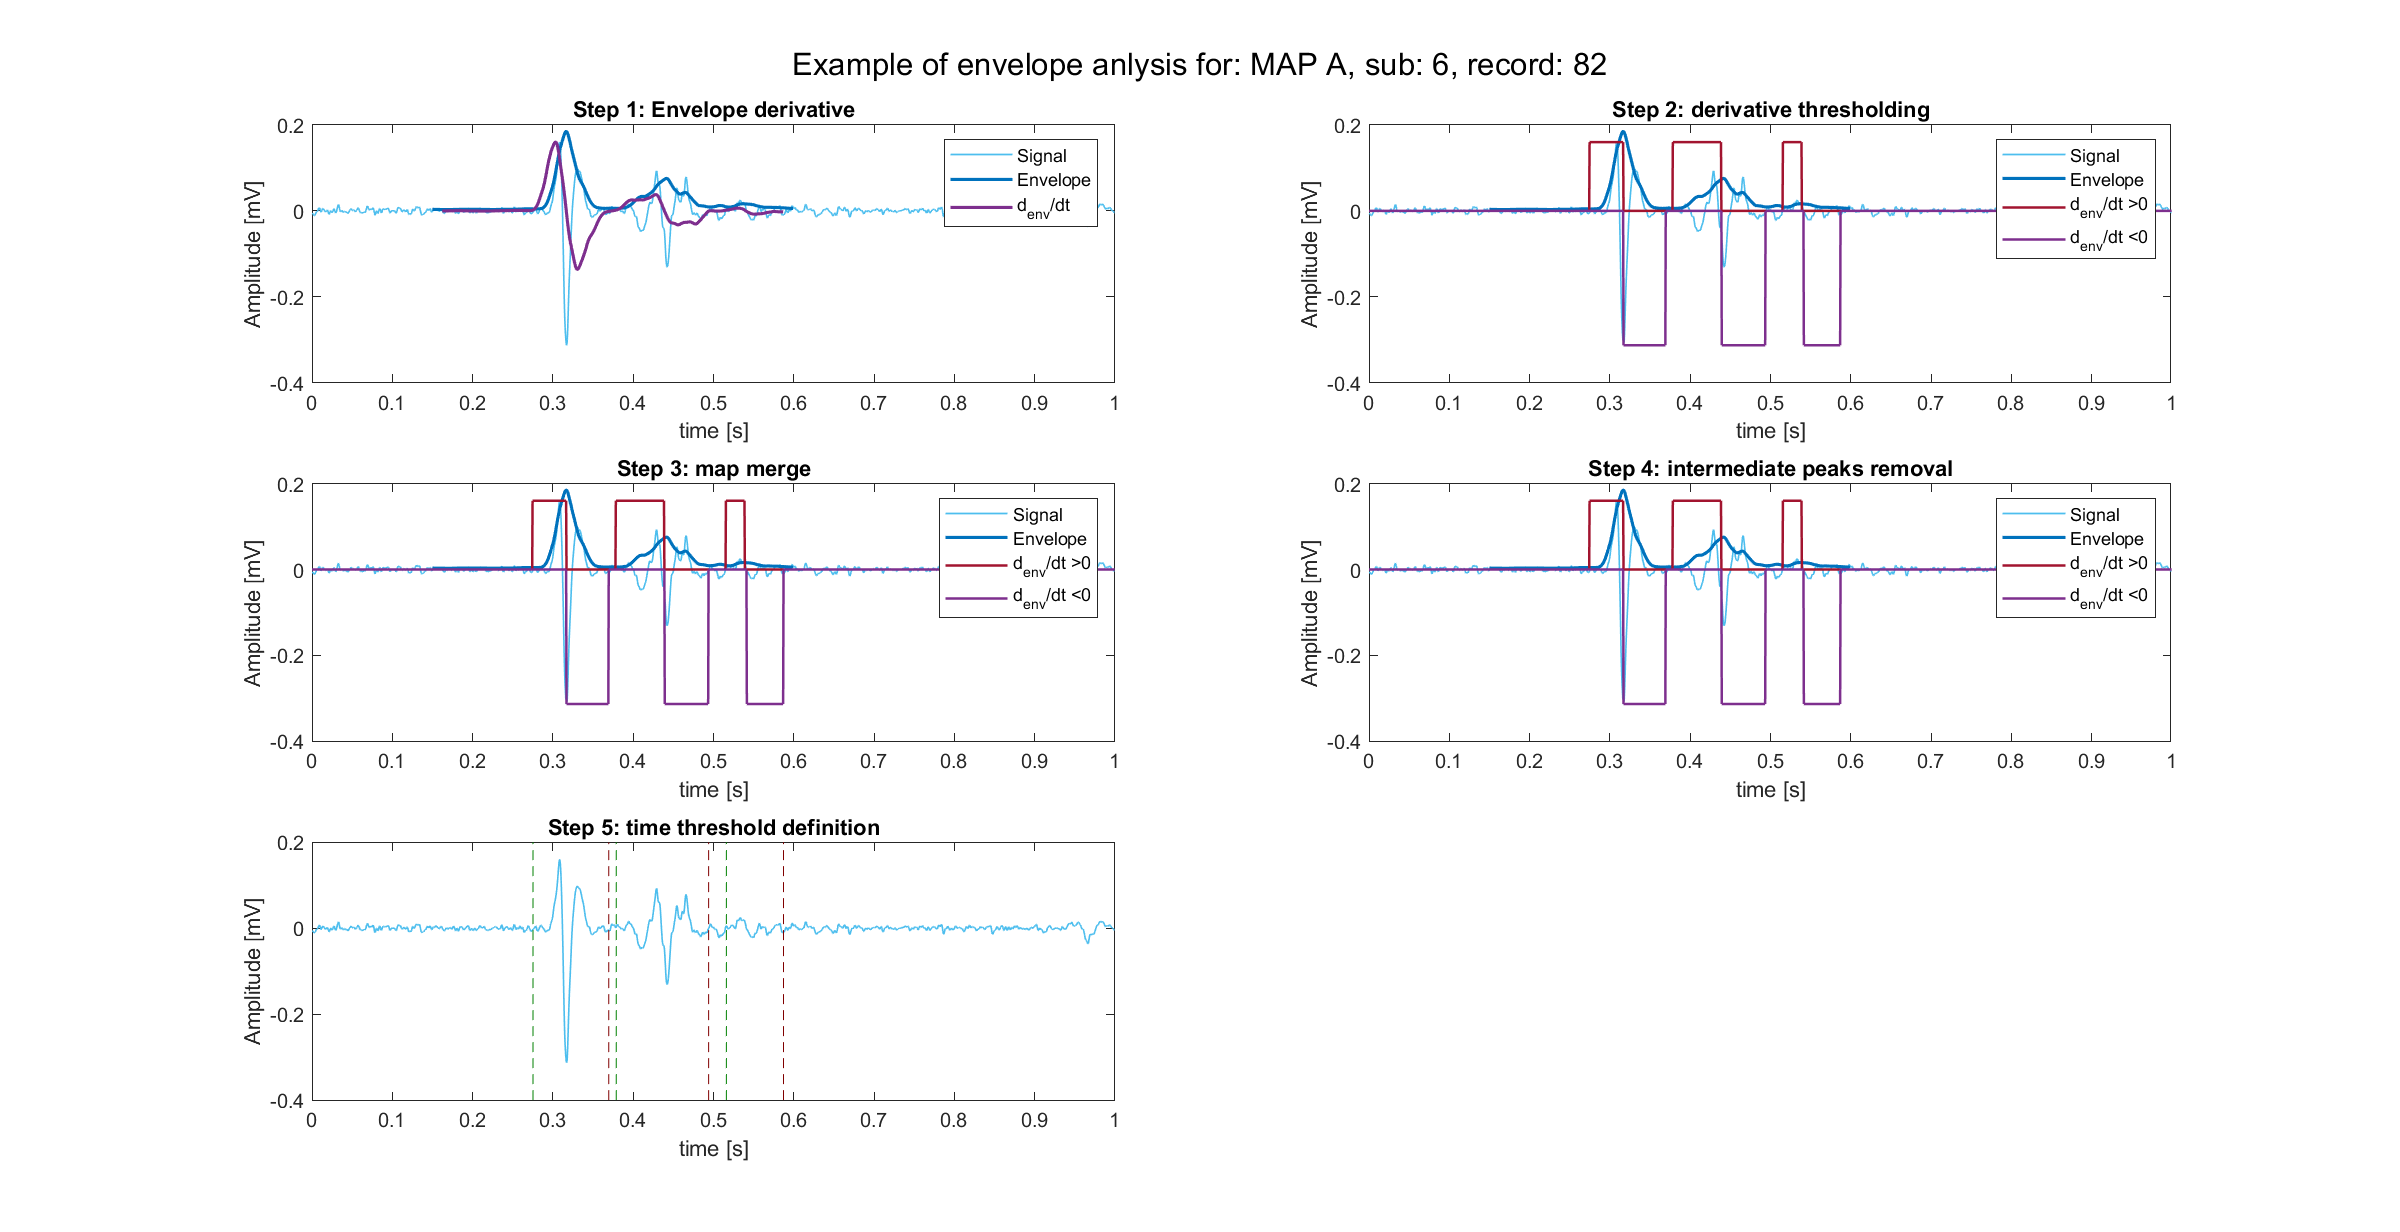 Example of envelope anlysis for: MAP A, sub: 6, record: 82
Step 1: Envelope derivative
0.2
0
-0.2
-0.4
Amplitude [mV]
0 0.1 0.2 0.3 0.4 0.5 0.6 0.7 0.8 0.9 1
time [s]
Signal
Envelope
d_env/dt
Step 2: derivative thresholding
0.2
0
-0.2
-0.4
Amplitude [mV]
0 0.1 0.2 0.3 0.4 0.5 0.6 0.7 0.8 0.9 1
time [s]
Signal
Envelope
d_env/dt >0
d_env/dt <0
Step 3: map merge
0.2
0
-0.2
-0.4
Amplitude [mV]
0 0.1 0.2 0.3 0.4 0.5 0.6 0.7 0.8 0.9 1
time [s]
Signal
Envelope
d_env/dt >0
d_env/dt <0
Step 4: intermediate peaks removal
0.2
0
-0.2
-0.4
Amplitude [mV]
0 0.1 0.2 0.3 0.4 0.5 0.6 0.7 0.8 0.9 1
time [s]
Signal
Envelope
d_env/dt >0
d_env/dt <0
Step 5: time threshold definition
0.2
0
-0.2
-0.4
Amplitude [mV]
0 0.1 0.2 0.3 0.4 0.5 0.6 0.7 0.8 0.9 1
time [s]